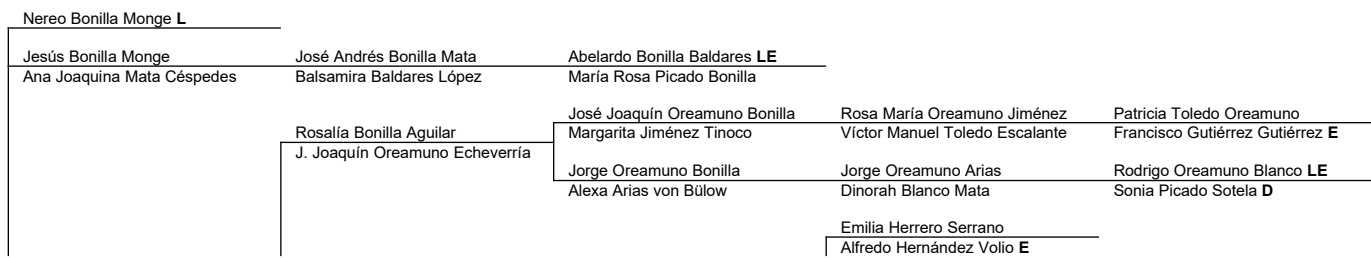 Nereo Bonilla Monge L
Jesús Bonilla Monge José Andrés Bonilla Mata Abelardo Bonilla Baldares LE
Ana Joaquina Mata Céspedes Balsamira Baldares López María Rosa Picado Bonilla
José Joaquín Oreamuno Bonilla Rosa María Oreamuno Jiménez Patricia Toledo Oreamuno
Rosalía Bonilla Aguilar Margarita Jiménez Tinoco Víctor Manuel Toledo Escalante Francisco Gutiérrez Gutiérrez E
J. Joaquín Oreamuno Echeverría
Jorge Oreamuno Bonilla Jorge Oreamuno Arias Rodrigo Oreamuno Blanco LE
Alexa Arias von Bülow Dinorah Blanco Mata Sonia Picado Sotela D
Emilia Herrero Serrano
Alfredo Hernández Volio E